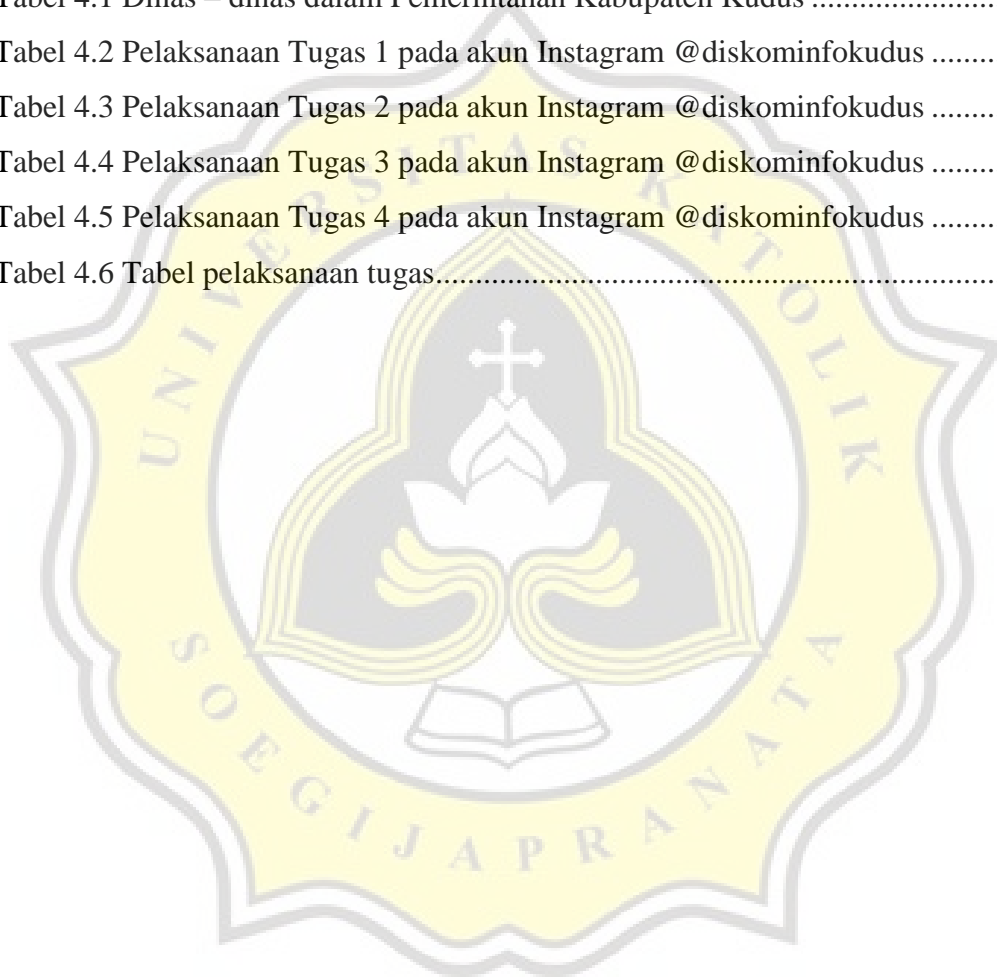 Tabel 4.1 Dinas – dinas dalam Pemerintahan Kabupaten Kudus .......................
Tabel 4.2 Pelaksanaan Tugas 1 pada akun Instagram @diskominfokudus ........
Tabel 4.3 Pelaksanaan Tugas 2 pada akun Instagram @diskominfokudus ........
Tabel 4.4 Pelaksanaan Tugas 3 pada akun Instagram @diskominfokudus ........
Tabel 4.5 Pelaksanaan Tugas 4 pada akun Instagram @diskominfokudus ........
Tabel 4.6 Tabel pelaksanaan tugas......................................................................
UNIVERSITAS KATOLIK
SOEGIJAPRANATA